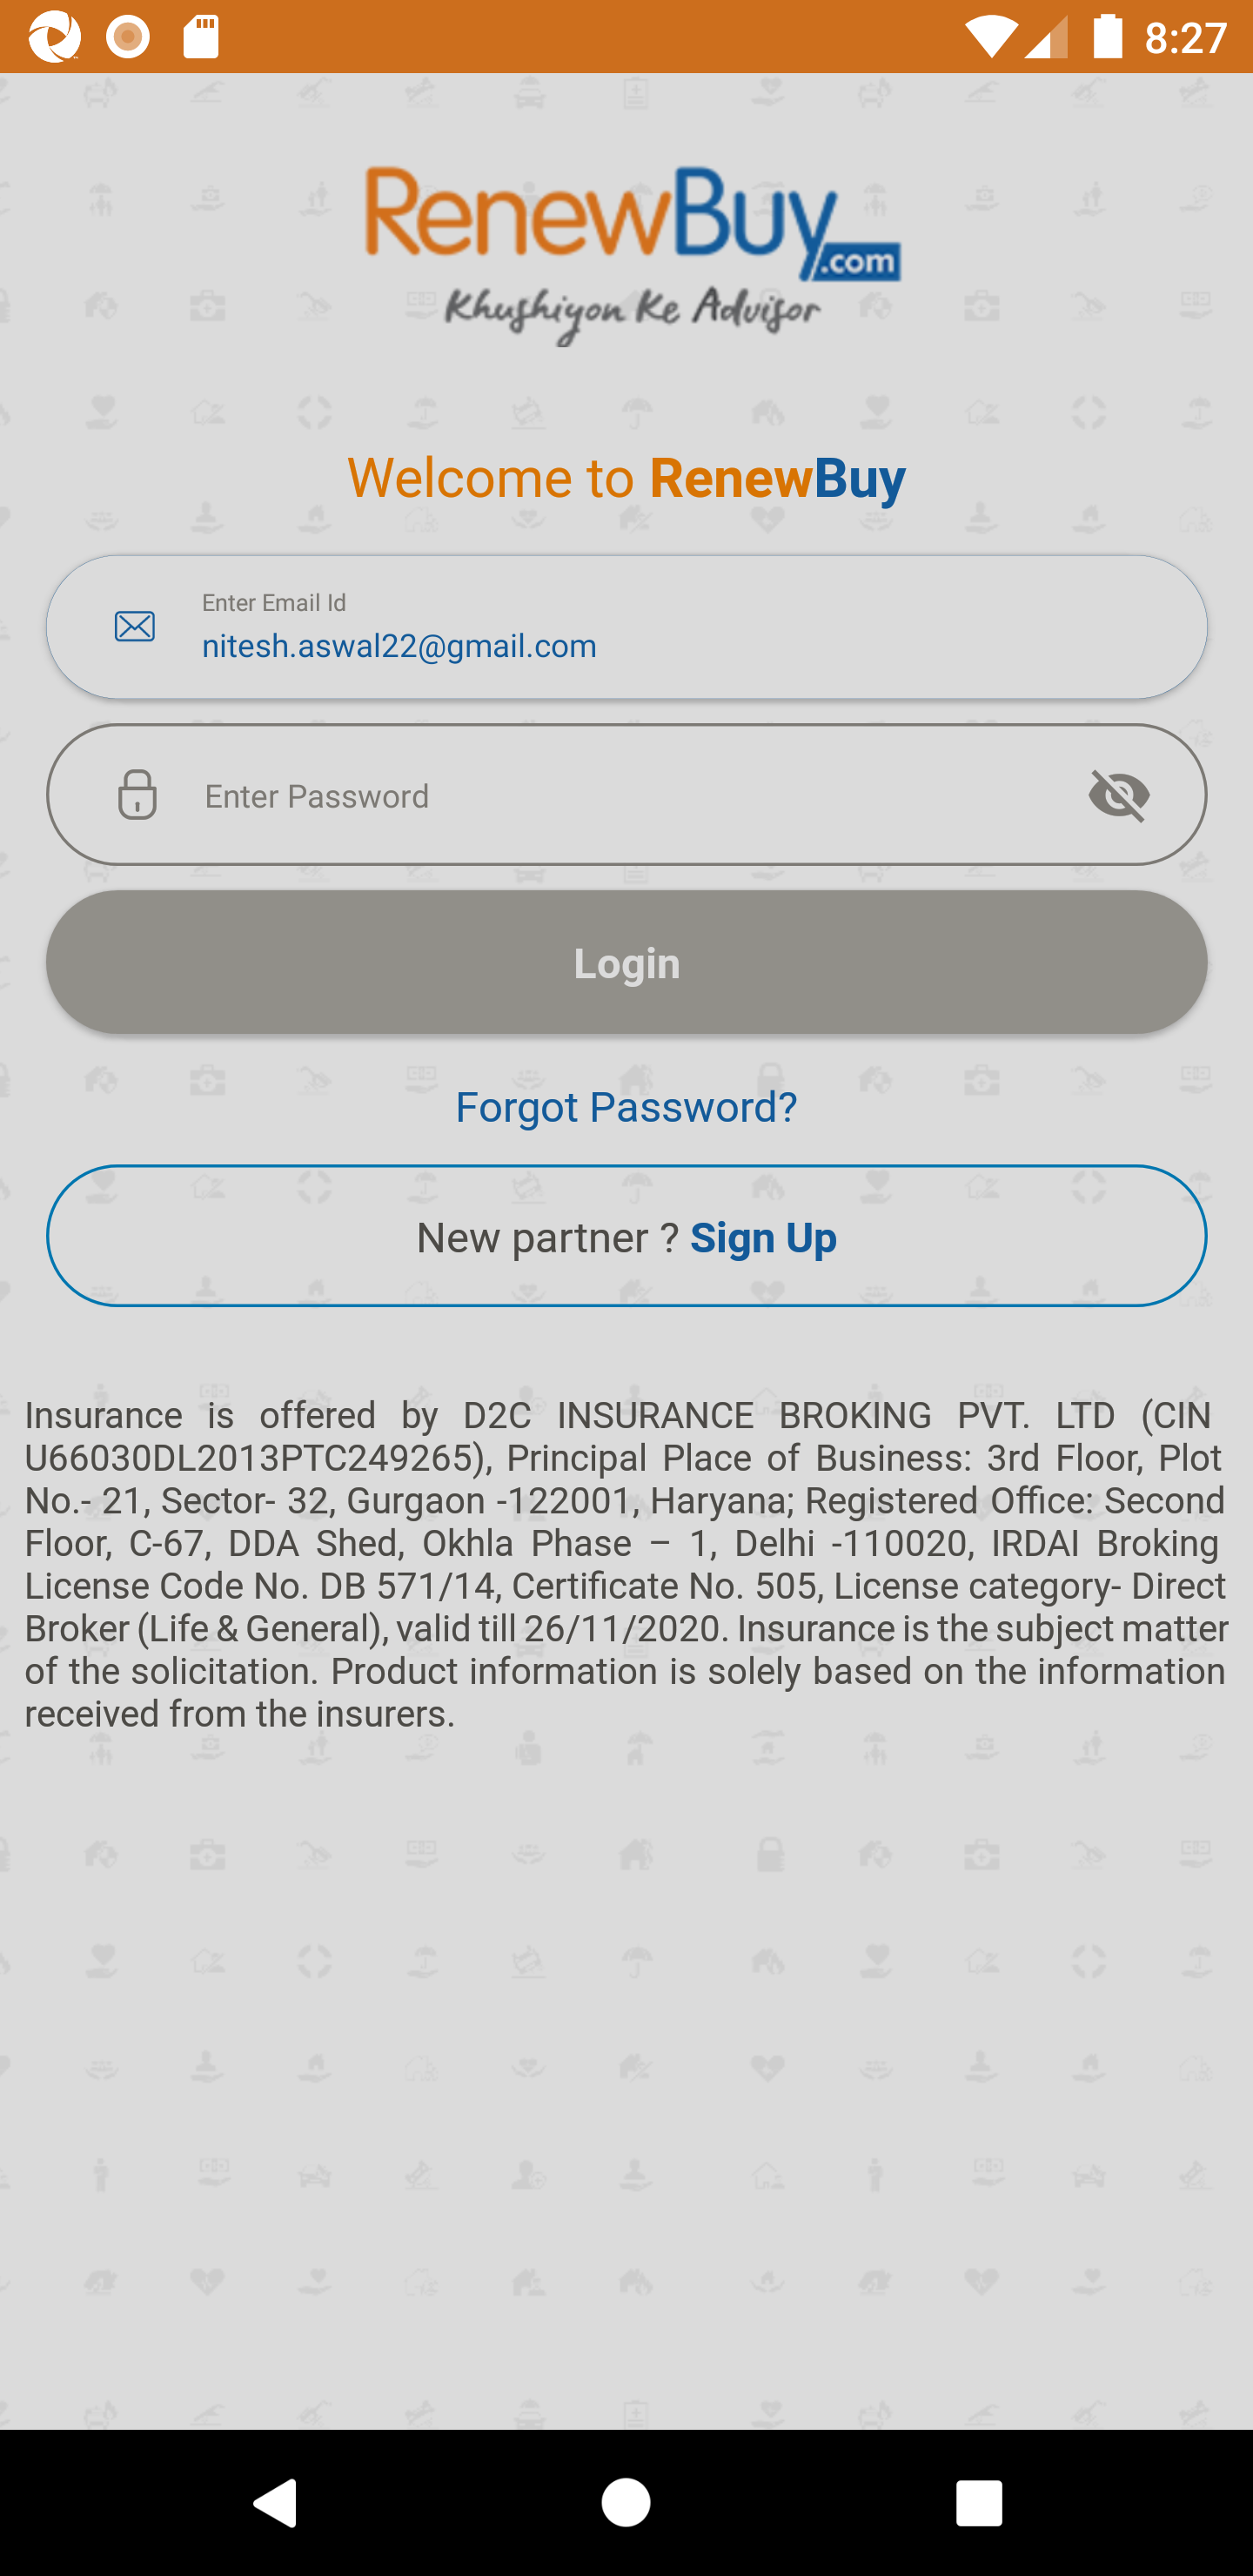 8:27
RenewBuy
.com
Khushiyon Ke Advisor
Welcome to RenewBuy
Enter Email Id
nitesh.aswal22@gmail.com
Enter Password
Login
Forgot Password?
New partner ? Sign Up
Insurance is offered by D2C INSURANCE BROKING PVT. LTD (CIN
U66030DL2013PTC249265), Principal Place of Business: 3rd Floor, Plot
No.- 21, Sector- 32, Gurgaon -122001, Haryana; Registered Office: Second
Floor, C-67, DDA Shed, Okhla Phase – 1, Delhi -110020, IRDAI Broking
License Code No. DB 571/14, Certificate No. 505, License category- Direct
Broker (Life & General), valid till 26/11/2020. Insurance is the subject matter
of the solicitation. Product information is solely based on the information
received from the insurers.